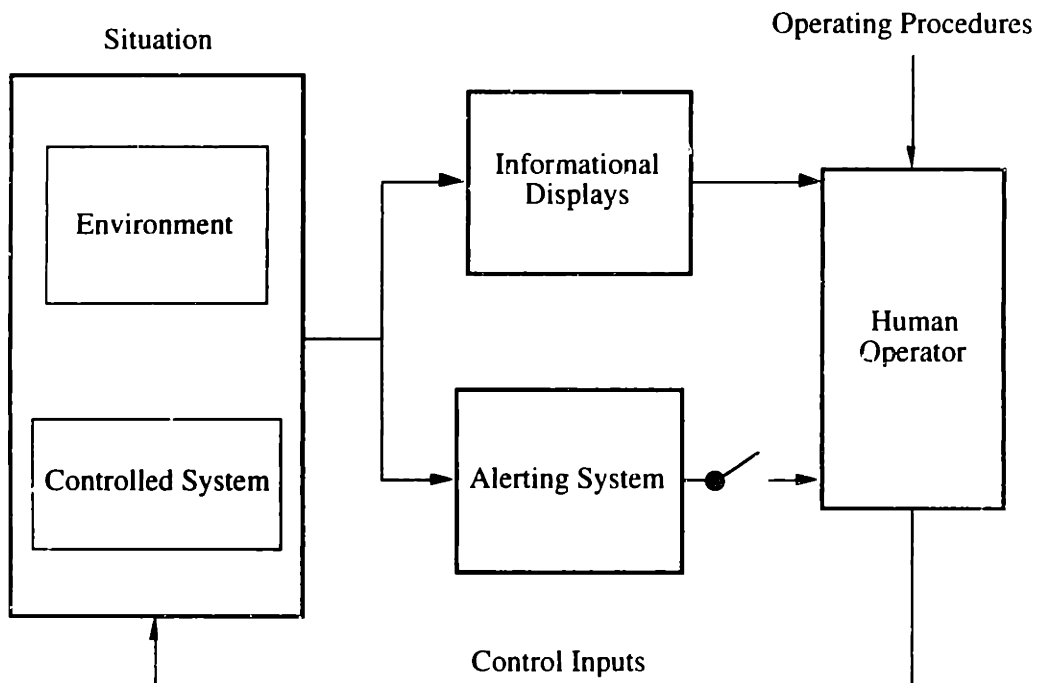 Situation
Operating Procedures
Environment
Informational
Displays
Human
Operator
Controlled System
Alerting System
Control Inputs